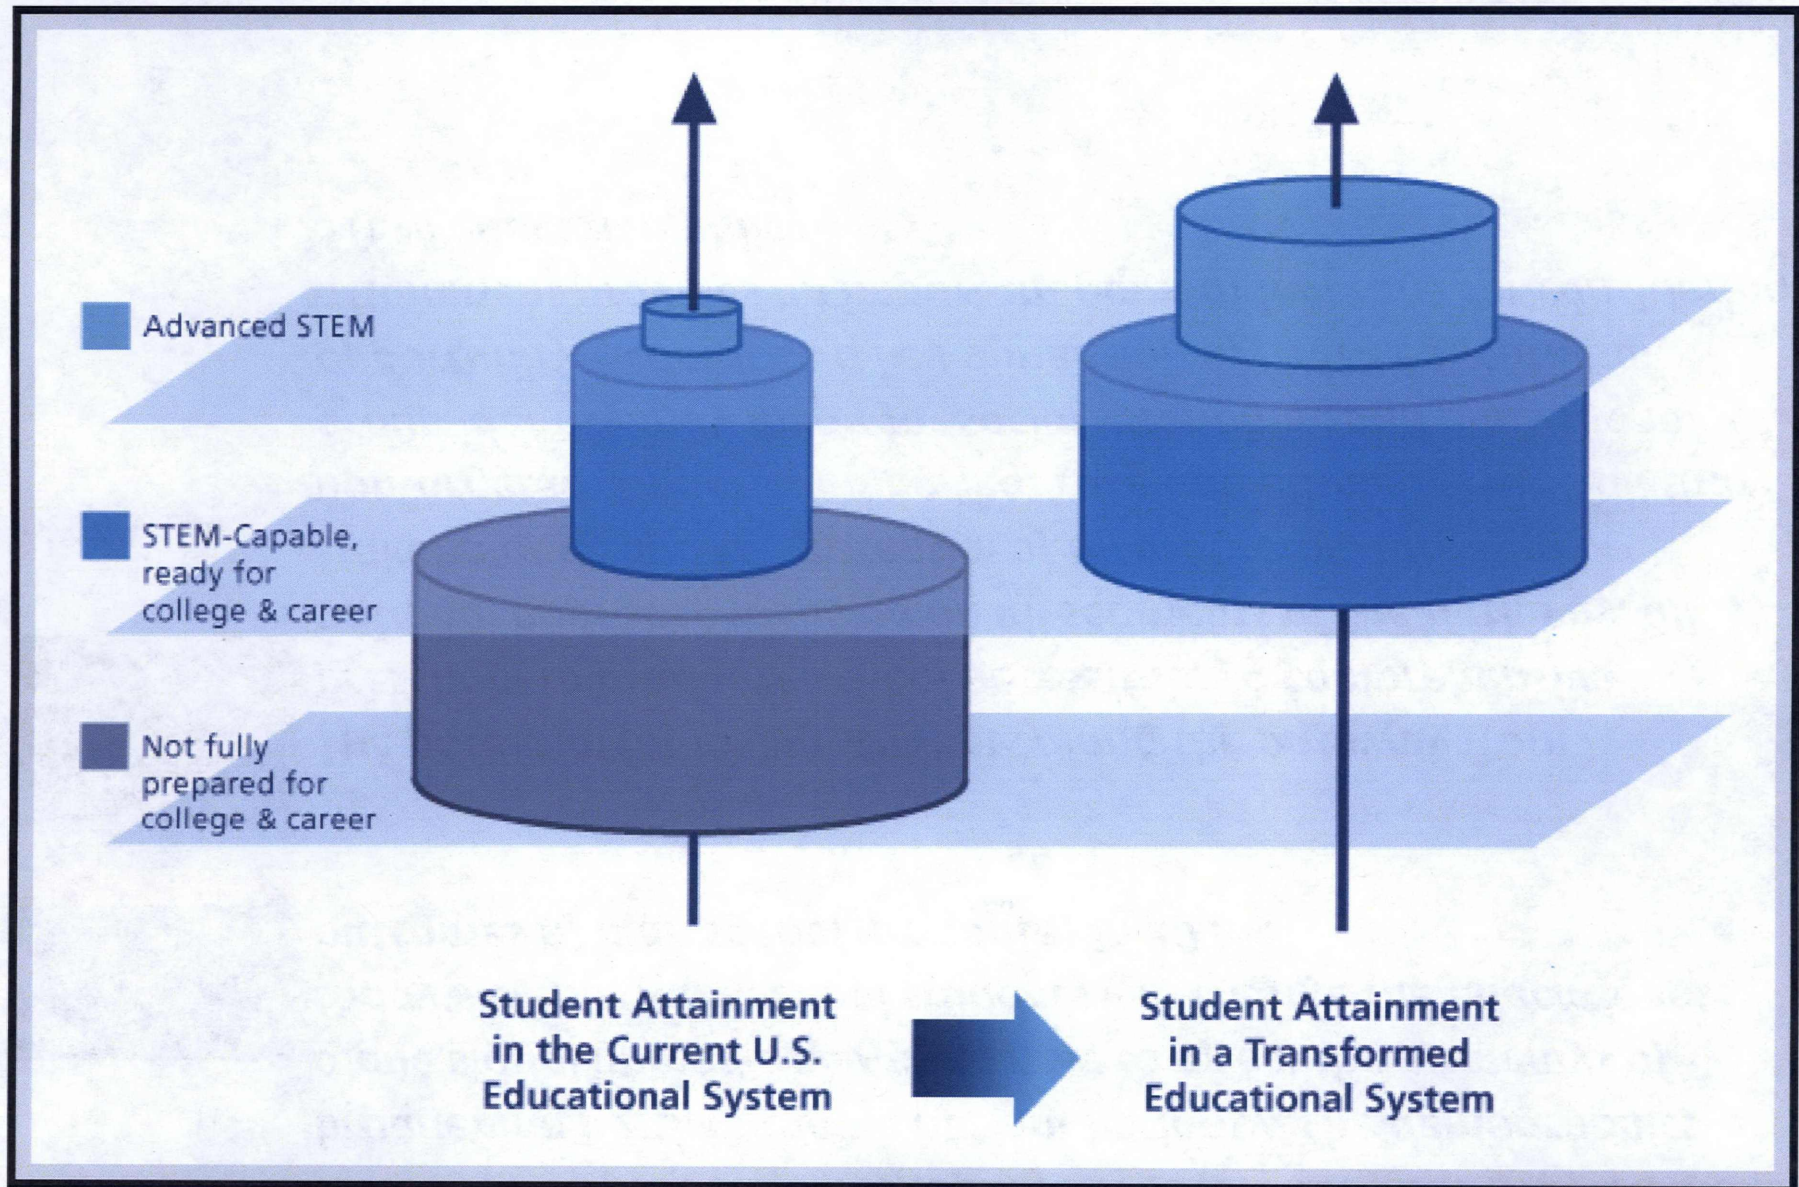 Advanced STEM
STEM-Capable,
ready for
college & career
Not fully
prepared for
college & career
Student Attainment
in the Current U.S.
Educational System
Student Attainment
in a Transformed
Educational System